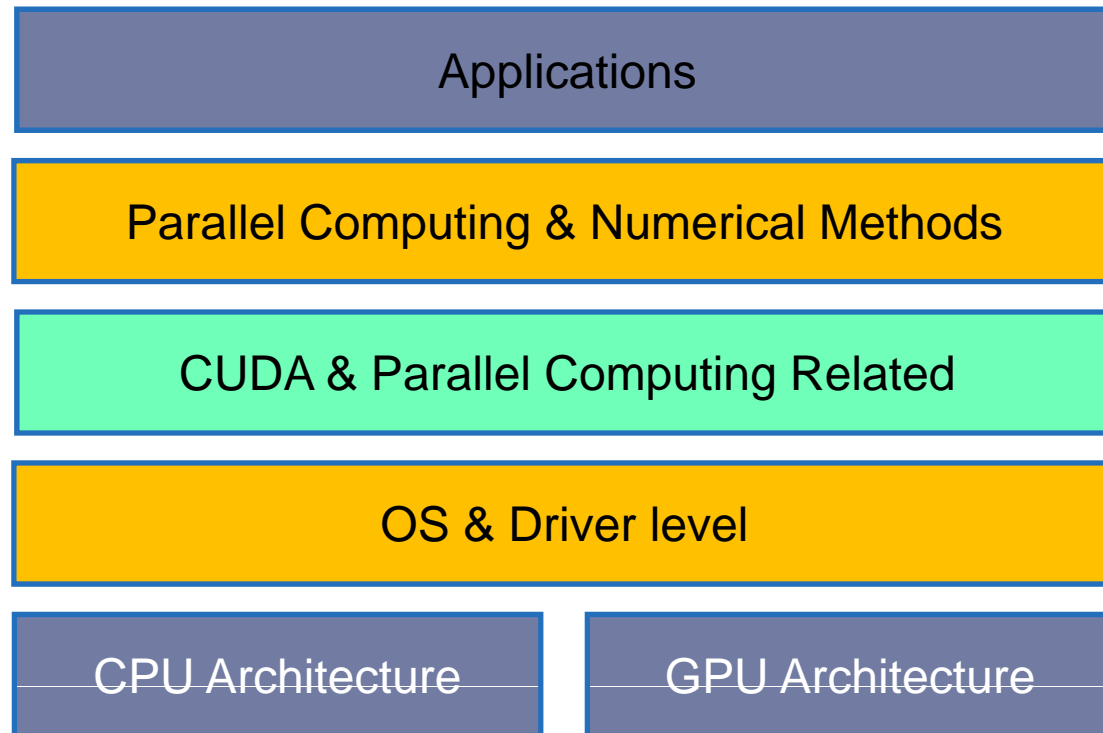 Applications
Parallel Computing & Numerical Methods
CUDA & Parallel Computing Related
OS & Driver level
CPU Architecture
GPU Architecture